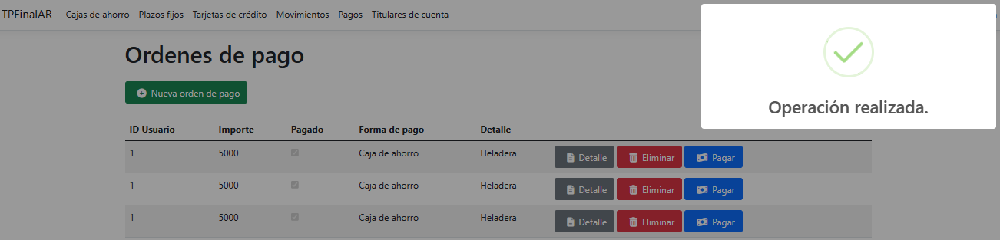 TPFinalAR Cajas de ahorro Plazos fijos Tarjetas de crédito Movimientos Pagos Titulares de cuenta
Operación realizada.
Ordenes de pago
Nueva orden de pago
ID Usuario Importe Pagado Forma de pago Detalle
1 5000 Caja de ahorro Heladera Detalle Eliminar Pagar
1 5000 Caja de ahorro Heladera Detalle Eliminar Pagar
1 5000 Caja de ahorro Heladera Detalle Eliminar Pagar